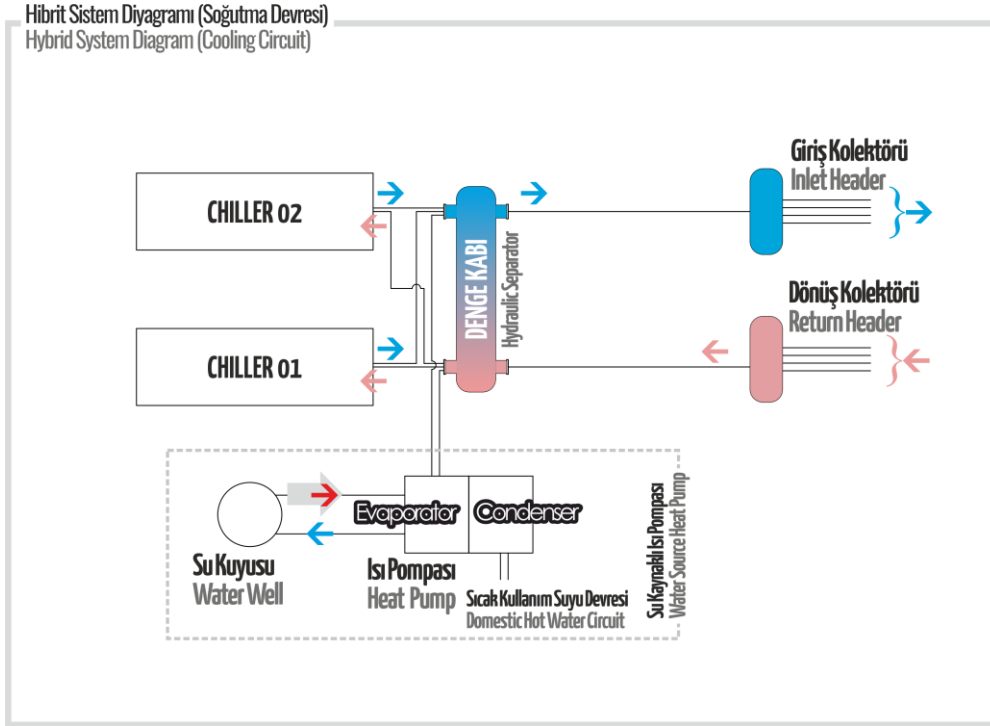 Hibrit Sistem Diyagramı (Soğutma Devresi)
Hybrid System Diagram (Cooling Circuit)
Giriş Kolektörü
Inlet Header
CHILLER 02
DENGE KABI
Hydraulic Separator
Dönüş Kolektörü
Return Header
CHILLER 01
Evaporator
Condenser
Su Kuyusu
Water Well
Isı Pompası
Heat Pump
Sıcak Kullanım Suyu Devresi
Domestic Hot Water Circuit
Su Kaynaklı Isı Pompası
Water Source Heat Pump